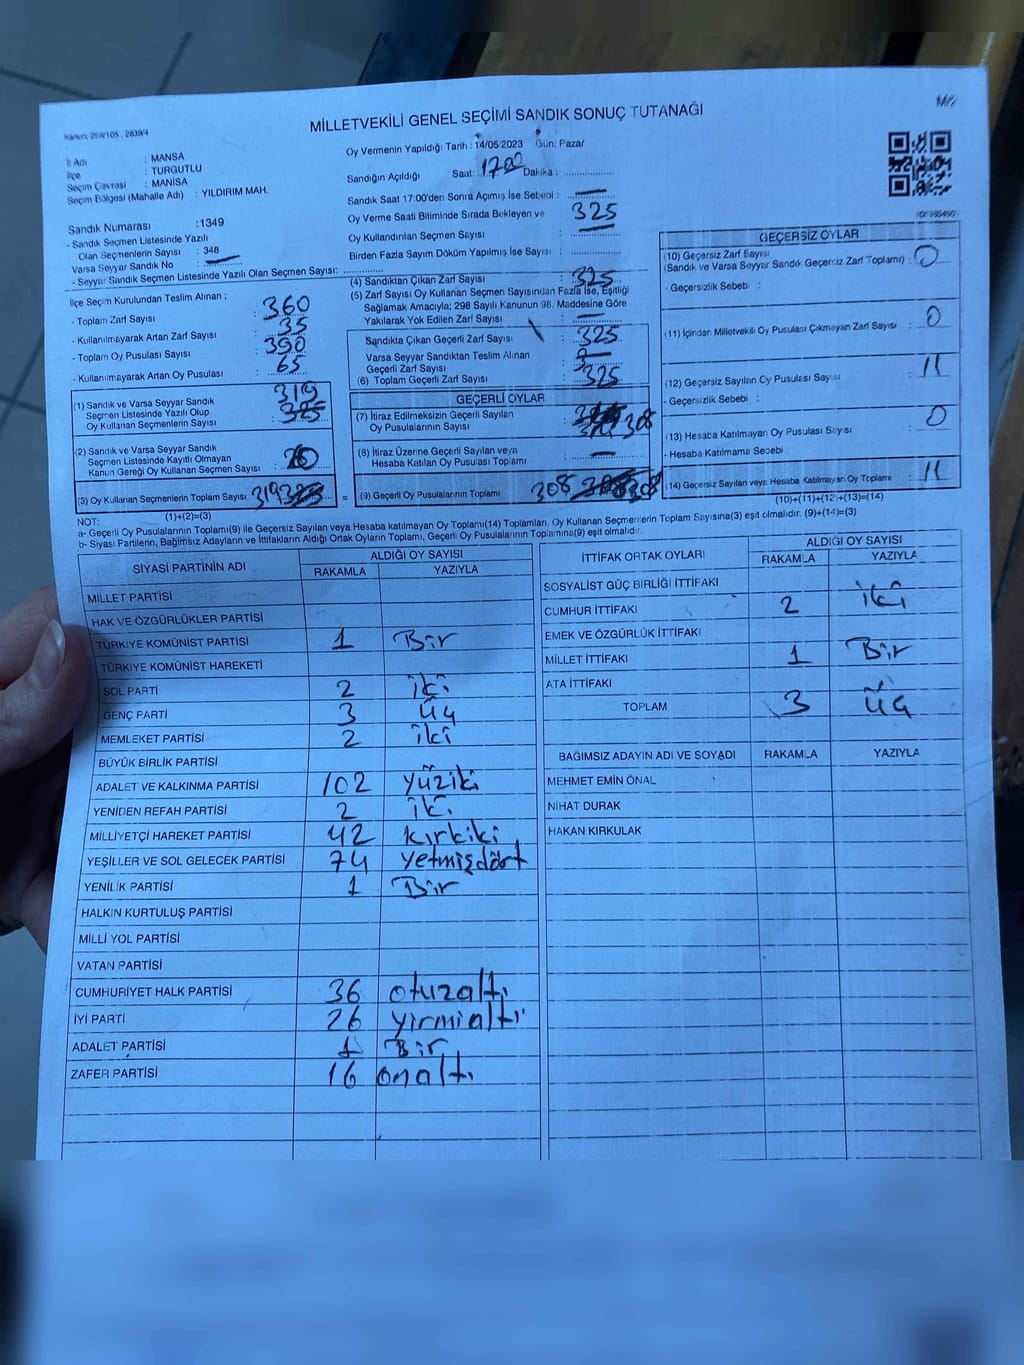 M/2
MİLLETVEKİLİ GENEL SEÇİMİ SANDIK SONUÇ TUTANAĞI
İl Adı : MANSA
İlçe : TURGUTLU
Seçim Çevresi : MANİSA
Seçim Bölgesi (Mahalle Adı) : YILDIRIM MAH.
Sandık Numarası : 1349
- Sandık Seçmen Listesinde Yazılı
Olan Seçmenlerin Sayısı : 348
Varsa Seyyar Sandık No :
- Seyyar Sandık Seçmen Listesinde Yazılı Olan Seçmen Sayısı:
İlçe Seçim Kurulundan Teslim Alınan ;
- Toplam Zarf Sayısı : 360
- Kullanılmayarak Artan Zarf Sayısı : 35
- Toplam Oy Pusulası Sayısı : 390
- Kullanılmayarak Artan Oy Pusulası : 65
(1) Sandık ve Varsa Seyyar Sandık
Seçmen Listesinde Yazılı Olup
Oy Kullanan Seçmenlerin Sayısı : 319
(2) Sandık ve Varsa Seyyar Sandık
Seçmen Listesinde Kayıtlı Olmayan
Kanun Gereği Oy Kullanan Seçmen Sayısı :
(3) Oy Kullanan Seçmenlerin Toplam Sayısı : 319
(1)+(2)=(3)
Oy Vermenin Yapıldığı Tarih : 14/05/2023 Gün: Pazar
Sandığın Açıldığı Saat: 1700 Dakika :
Sandık Saat 17:00'den Sonra Açımış İse Sebebi : —
Oy Verme Saati Bitiminde Sırada Bekleyen ve
Oy Kullandırılan Seçmen Sayısı : 325
Birden Fazla Sayım Döküm Yapılmış İse Sayısı :
(4) Sandıktan Çıkan Zarf Sayısı : 325
(5) Zarf Sayısı Oy Kullanan Seçmen Sayısından Fazla İse, Eşitliği
Sağlamak Amacıyla; 298 Sayılı Kanunun 98. Maddesine Göre
Yakılarak Yok Edilen Zarf Sayısı : —
Sandıkta Çıkan Geçerli Zarf Sayısı : 325
Varsa Seyyar Sandıktan Teslim Alınan
Geçerli Zarf Sayısı :
(6) Toplam Geçerli Zarf Sayısı : 325
GEÇERLİ OYLAR
(7) İtiraz Edilmeksizin Geçerli Sayılan
Oy Pusulalarının Sayısı : 308
(8) İtiraz Üzerine Geçerli Sayılan veya
Hesaba Katılan Oy Pusulası Toplamı : —
= (9) Geçerli Oy Pusulalarının Toplamı : 308 308
GEÇERSİZ OYLAR
(10) Geçersiz Zarf Sayısı
(Sandık ve Varsa Seyyar Sandık Geçersiz Zarf Toplamı) : 0
- Geçersizlik Sebebi :
(11) İçinden Milletvekili Oy Pusulası Çıkmayan Zarf Sayısı : 0
(12) Geçersiz Sayılan Oy Pusulası Sayısı : 11
- Geçersizlik Sebebi :
(13) Hesaba Katılmayan Oy Pusulası Sayısı : 0
- Hesaba Katılmama Sebebi :
(14) Geçersiz Sayılan veya Hesaba Katılmayan Oy Toplamı : 11
(10)+(11)+(12)+(13)=(14)
NOT:
a- Geçerli Oy Pusulalarının Toplamı(9) ile Geçersiz Sayılan veya Hesaba katılmayan Oy Toplamı(14) Toplamları, Oy Kullanan Seçmenlerin Toplam Sayısına(3) eşit olmalıdır. (9)+(14)=(3)
b- Siyasi Partilerin, Bağımsız Adayların ve İttifakların Aldığı Ortak Oyların Toplamı, Geçerli Oy Pusulalarının Toplamına(9) eşit olmalıdır.
SİYASİ PARTİNİN ADI ALDIĞI OY SAYISI
RAKAMLA YAZIYLA
MİLLET PARTİSİ
HAK VE ÖZGÜRLÜKLER PARTİSİ
TÜRKİYE KOMÜNİST PARTİSİ 1 Bir
TÜRKİYE KOMÜNİST HAREKETİ
SOL PARTİ 2 iki
GENÇ PARTİ 3 üç
MEMLEKET PARTİSİ 2 iki
BÜYÜK BİRLİK PARTİSİ
ADALET VE KALKINMA PARTİSİ 102 yüziki
YENİDEN REFAH PARTİSİ 2 iki
MİLLİYETÇİ HAREKET PARTİSİ 42 kırkiki
YEŞİLLER VE SOL GELECEK PARTİSİ 74 yetmişdört
YENİLİK PARTİSİ 1 Bir
HALKIN KURTULUŞ PARTİSİ
MİLLİ YOL PARTİSİ
VATAN PARTİSİ
CUMHURİYET HALK PARTİSİ 36 otuzaltı
İYİ PARTİ 26 yirmialtı
ADALET PARTİSİ 1 Bir
ZAFER PARTİSİ 16 onaltı
İTTİFAK ORTAK OYLARI ALDIĞI OY SAYISI
RAKAMLA YAZIYLA
SOSYALİST GÜÇ BİRLİĞİ İTTİFAKI
CUMHUR İTTİFAKI 2 iki
EMEK VE ÖZGÜRLÜK İTTİFAKI
MİLLET İTTİFAKI 1 Bir
ATA İTTİFAKI
TOPLAM 3 üç
BAĞIMSIZ ADAYIN ADI VE SOYADI RAKAMLA YAZIYLA
MEHMET EMİN ÖNAL
NİHAT DURAK
HAKAN KIRKULAK